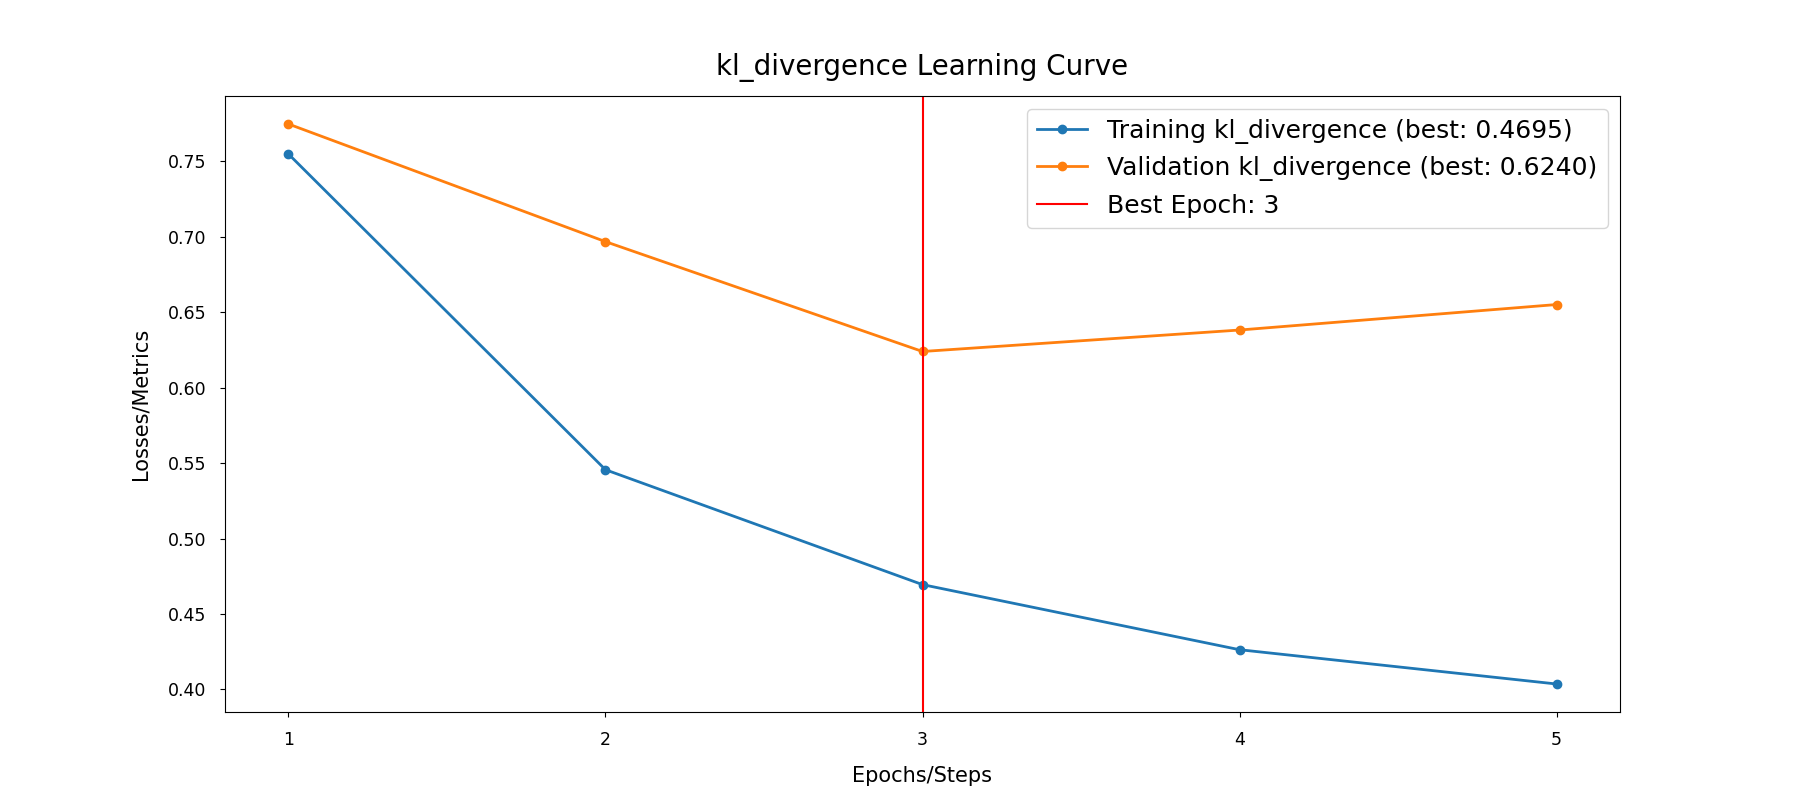 kl_divergence Learning Curve
Training kl_divergence (best: 0.4695)
Validation kl_divergence (best: 0.6240)
Best Epoch: 3
Losses/Metrics
0.75
0.70
0.65
0.60
0.55
0.50
0.45
0.40
1 2 3 4 5
Epochs/Steps